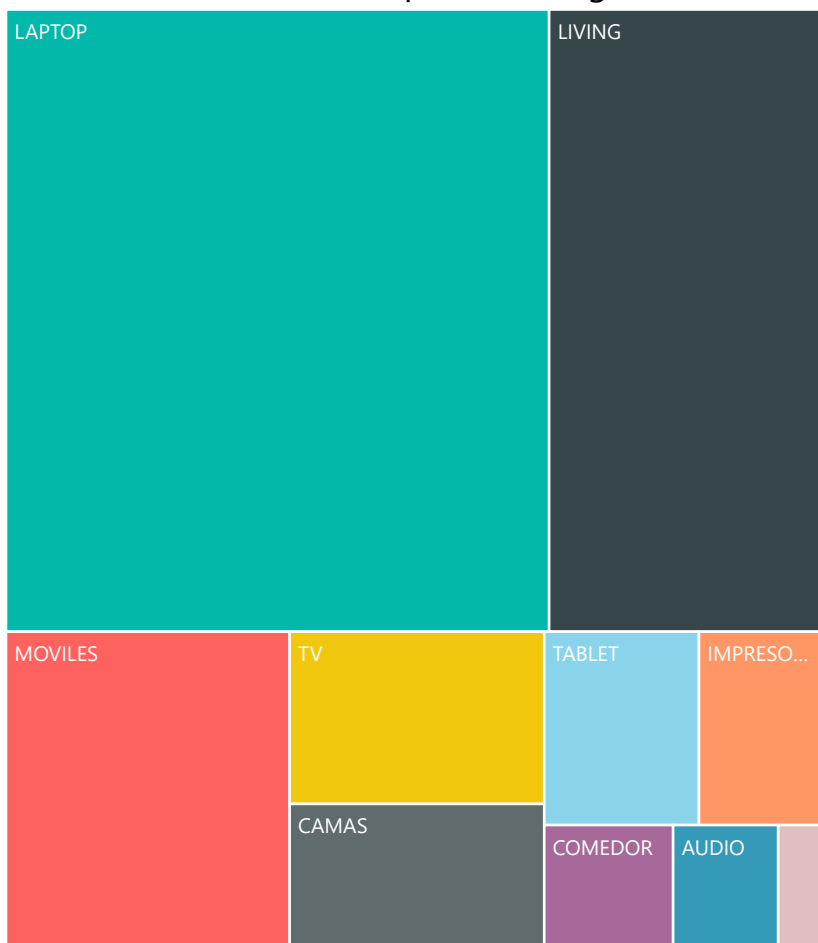 LAPTOP
LIVING
MOVILES
TV
TABLET
IMPRESO...
CAMAS
COMEDOR
AUDIO